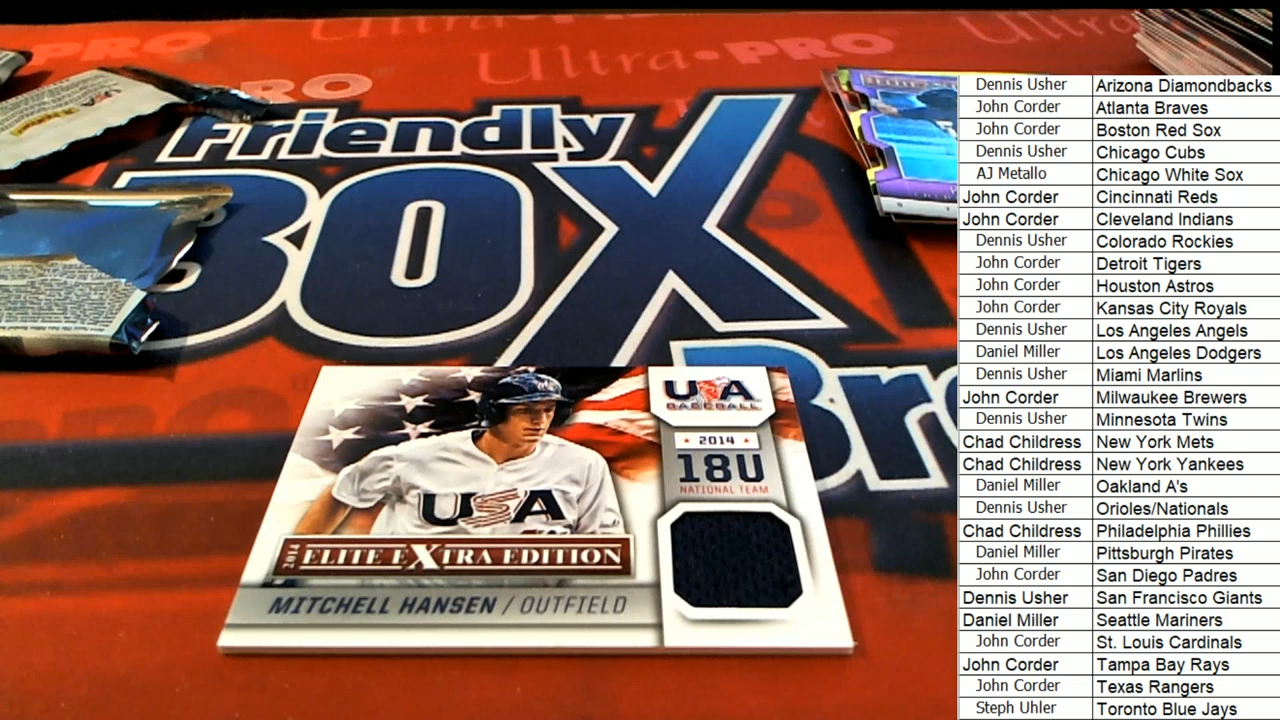 PRO
Ultra PRO
Ultra•PRO
RO
Friendly
BOX
Br
USA
BASEBALL
2014
18U
NATIONAL TEAM
USA
2014 ELITE EXTRA EDITION
MITCHELL HANSEN / OUTFIELD
Dennis Usher Arizona Diamondbacks
John Corder Atlanta Braves
John Corder Boston Red Sox
Dennis Usher Chicago Cubs
AJ Metallo Chicago White Sox
John Corder Cincinnati Reds
John Corder Cleveland Indians
Dennis Usher Colorado Rockies
John Corder Detroit Tigers
John Corder Houston Astros
John Corder Kansas City Royals
Dennis Usher Los Angeles Angels
Daniel Miller Los Angeles Dodgers
Dennis Usher Miami Marlins
John Corder Milwaukee Brewers
Dennis Usher Minnesota Twins
Chad Childress New York Mets
Chad Childress New York Yankees
Daniel Miller Oakland A's
Dennis Usher Orioles/Nationals
Chad Childress Philadelphia Phillies
Daniel Miller Pittsburgh Pirates
John Corder San Diego Padres
Dennis Usher San Francisco Giants
Daniel Miller Seattle Mariners
John Corder St. Louis Cardinals
John Corder Tampa Bay Rays
John Corder Texas Rangers
Steph Uhler Toronto Blue Jays